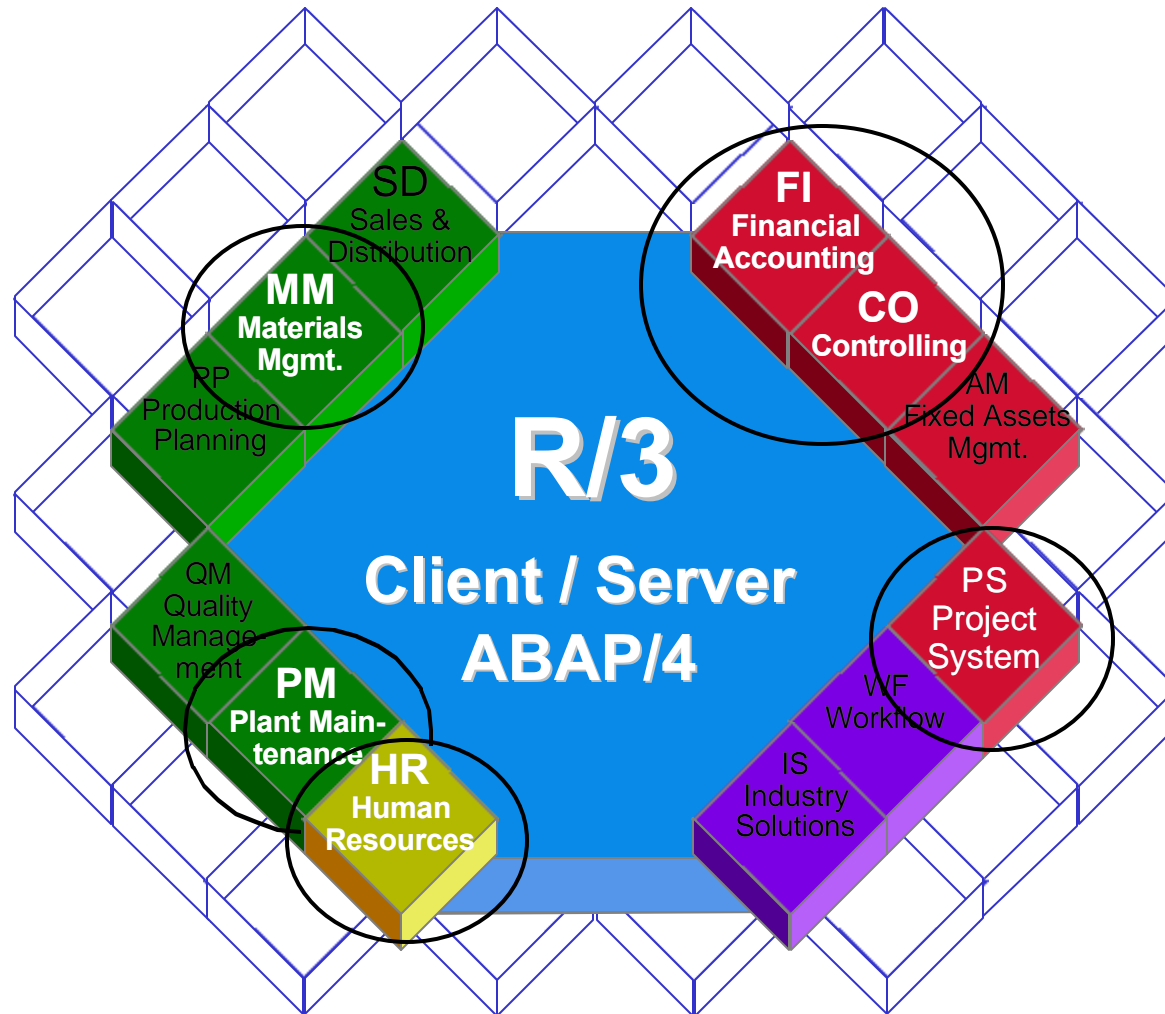 SD
Sales &
Distribution
MM
Materials
Mgmt.
PP
Production
Planning
QM
Quality
Manage-
ment
PM
Plant Main-
tenance
HR
Human
Resources
R/3
Client / Server
ABAP/4
FI
Financial
Accounting
CO
Controlling
AM
Fixed Assets
Mgmt.
PS
Project
System
WF
Workflow
IS
Industry
Solutions